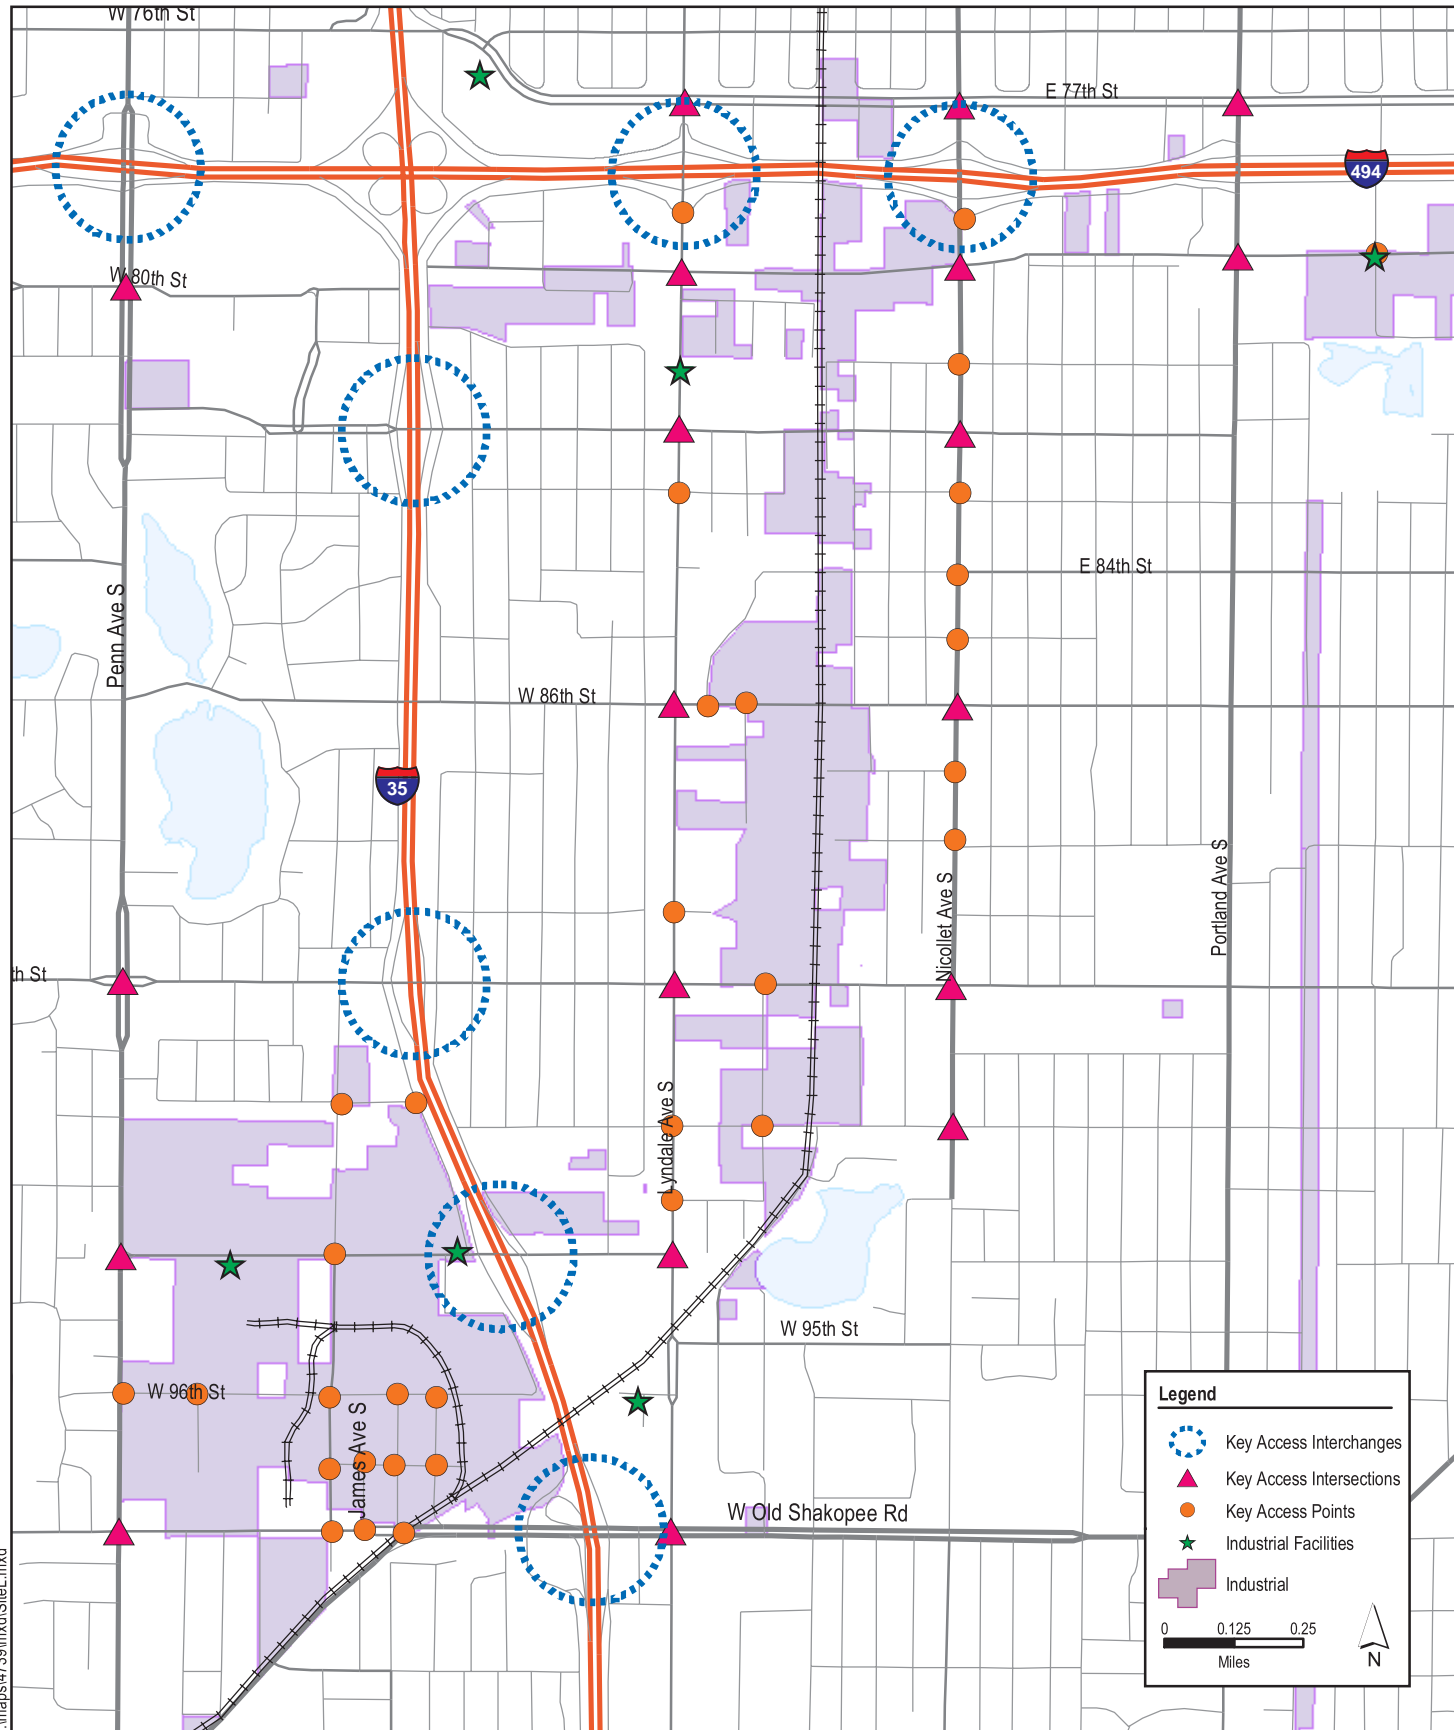 W 76th St
E 77th St
494
W 80th St
E 84th St
Penn Ave S
W 86th St
35
Portland Ave S
Nicollet Ave S
th St
Lyndale Ave S
W 95th St
W 96th St
James Ave S
W Old Shakopee Rd
Legend
Key Access Interchanges
Key Access Intersections
Key Access Points
Industrial Facilities
Industrial
0 0.125 0.25
Miles
N